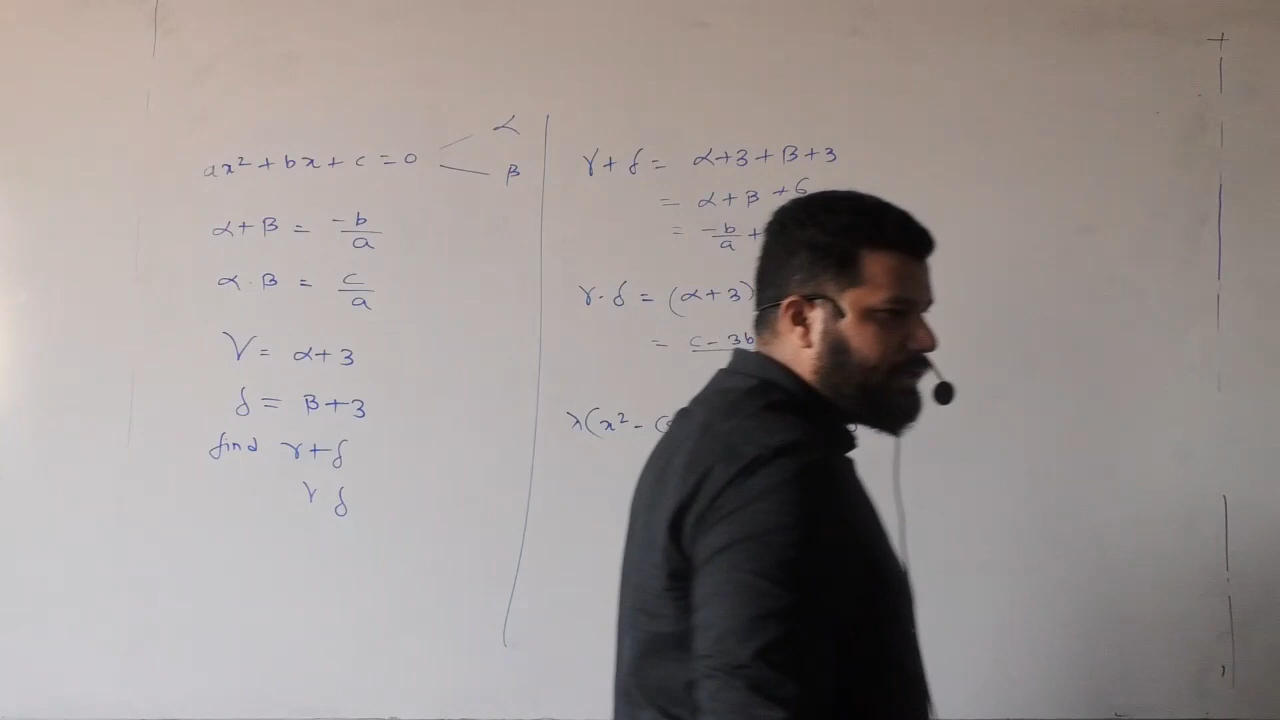 ax² + bx + c = 0
α
β
α + β = -b/a
α · β = c/a
γ = α + 3
δ = β + 3
find γ + δ
γ δ
γ + δ = α + 3 + β + 3
= α + β + 6
= -b/a +
γ · δ = (α + 3)
= c - 3b
λ(x² - (